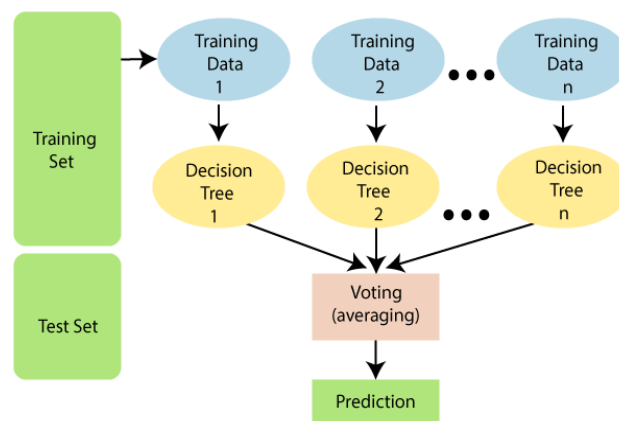 Training
Set
Training
Data
1
Training
Data
2
Training
Data
n
Decision
Tree
1
Decision
Tree
2
Decision
Tree
n
Test Set
Voting
(averaging)
Prediction